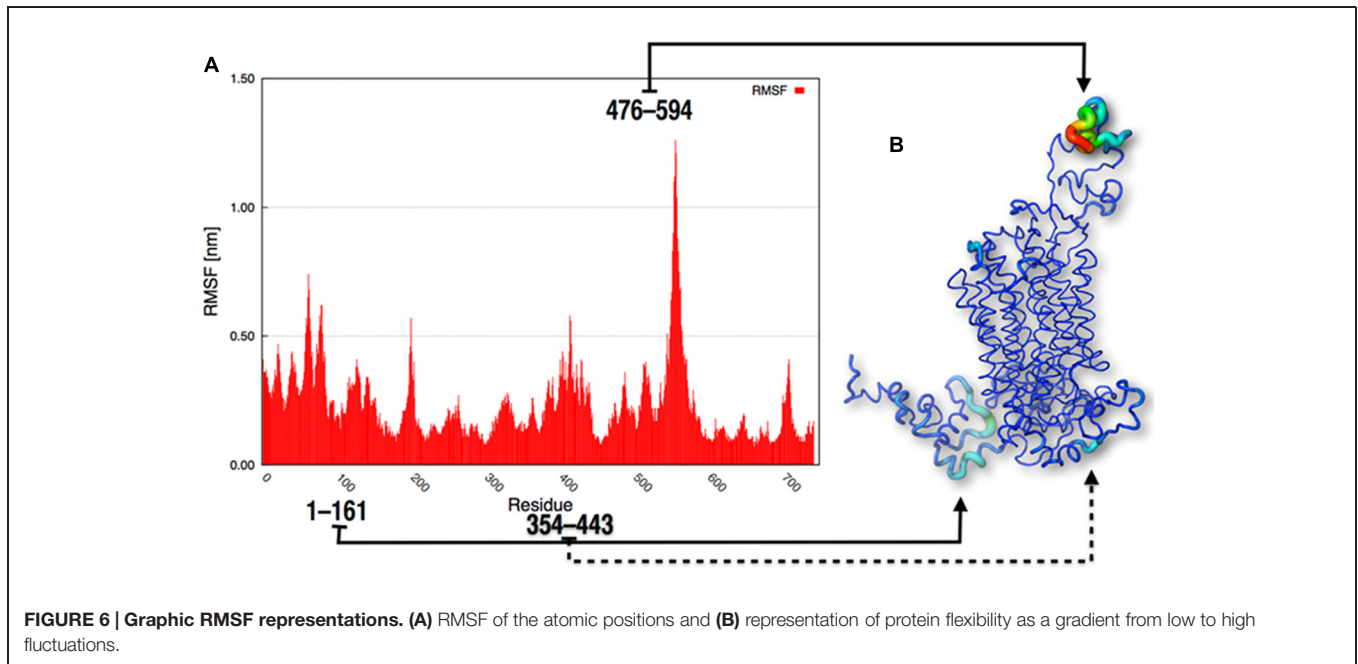 A
1.50
RMSF
476–594
B
1.00
RMSF [nm]
0.50
0.00
0 100 200 300 400 500 600 700
Residue
1–161
354–443
FIGURE 6 | Graphic RMSF representations. (A) RMSF of the atomic positions and (B) representation of protein flexibility as a gradient from low to high
fluctuations.